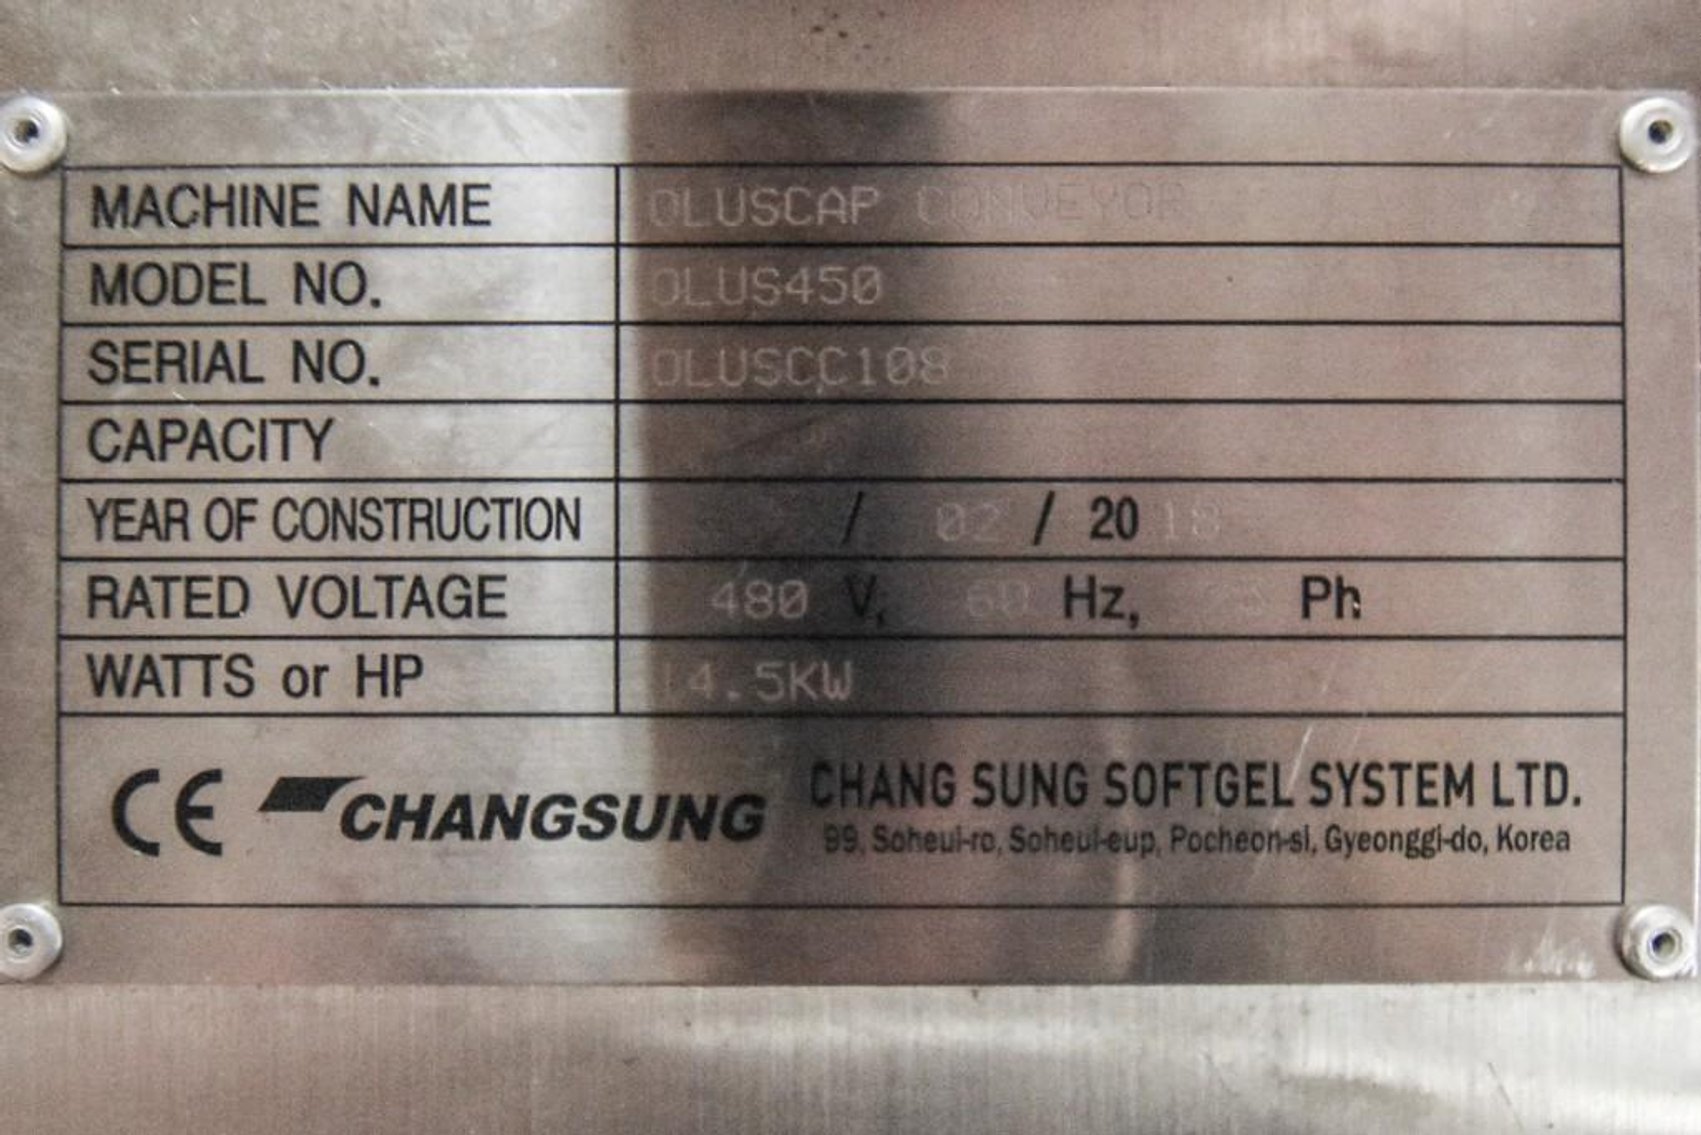 MACHINE NAME OLUSCAP CONVEYOR
MODEL NO. OLUS450
SERIAL NO. OLUSCC108
CAPACITY
YEAR OF CONSTRUCTION / 02 / 20 18
RATED VOLTAGE 480 V, 60 Hz, Ph
WATTS or HP 14.5KW
CE CHANGSUNG CHANG SUNG SOFTGEL SYSTEM LTD.
99, Soheul-ro, Soheul-eup, Pocheon-si, Gyeonggi-do, Korea